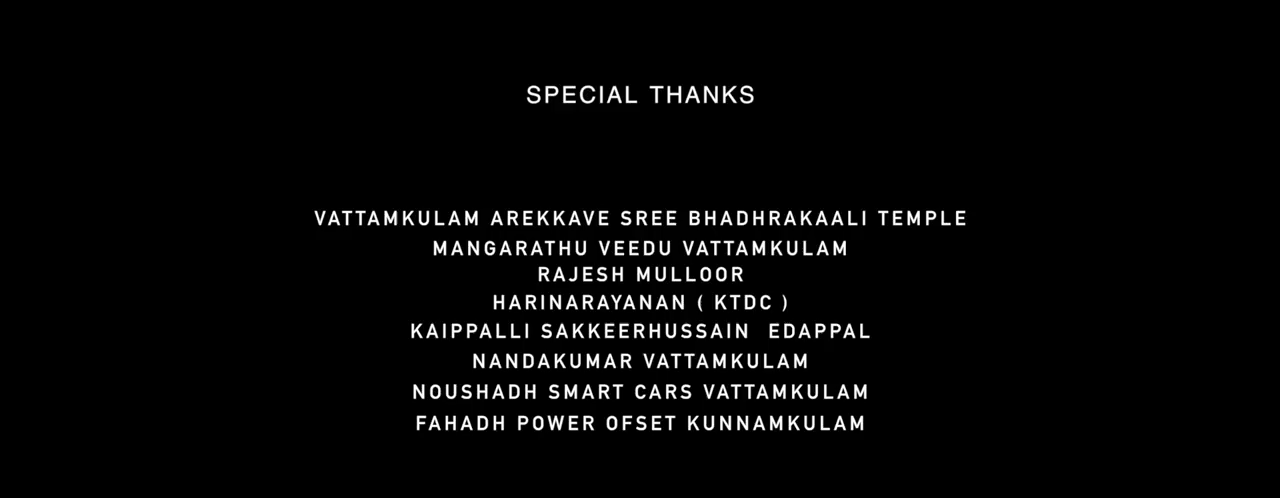 SPECIAL THANKS
VATTAMKULAM AREKKAVE SREE BHADHRAKAALI TEMPLE
MANGARATHU VEEDU VATTAMKULAM
RAJESH MULLOOR
HARINARAYANAN ( KTDC )
KAIPPALLI SAKKEERHUSSAIN  EDAPPAL
NANDAKUMAR VATTAMKULAM
NOUSHADH SMART CARS VATTAMKULAM
FAHADH POWER OFSET KUNNAMKULAM